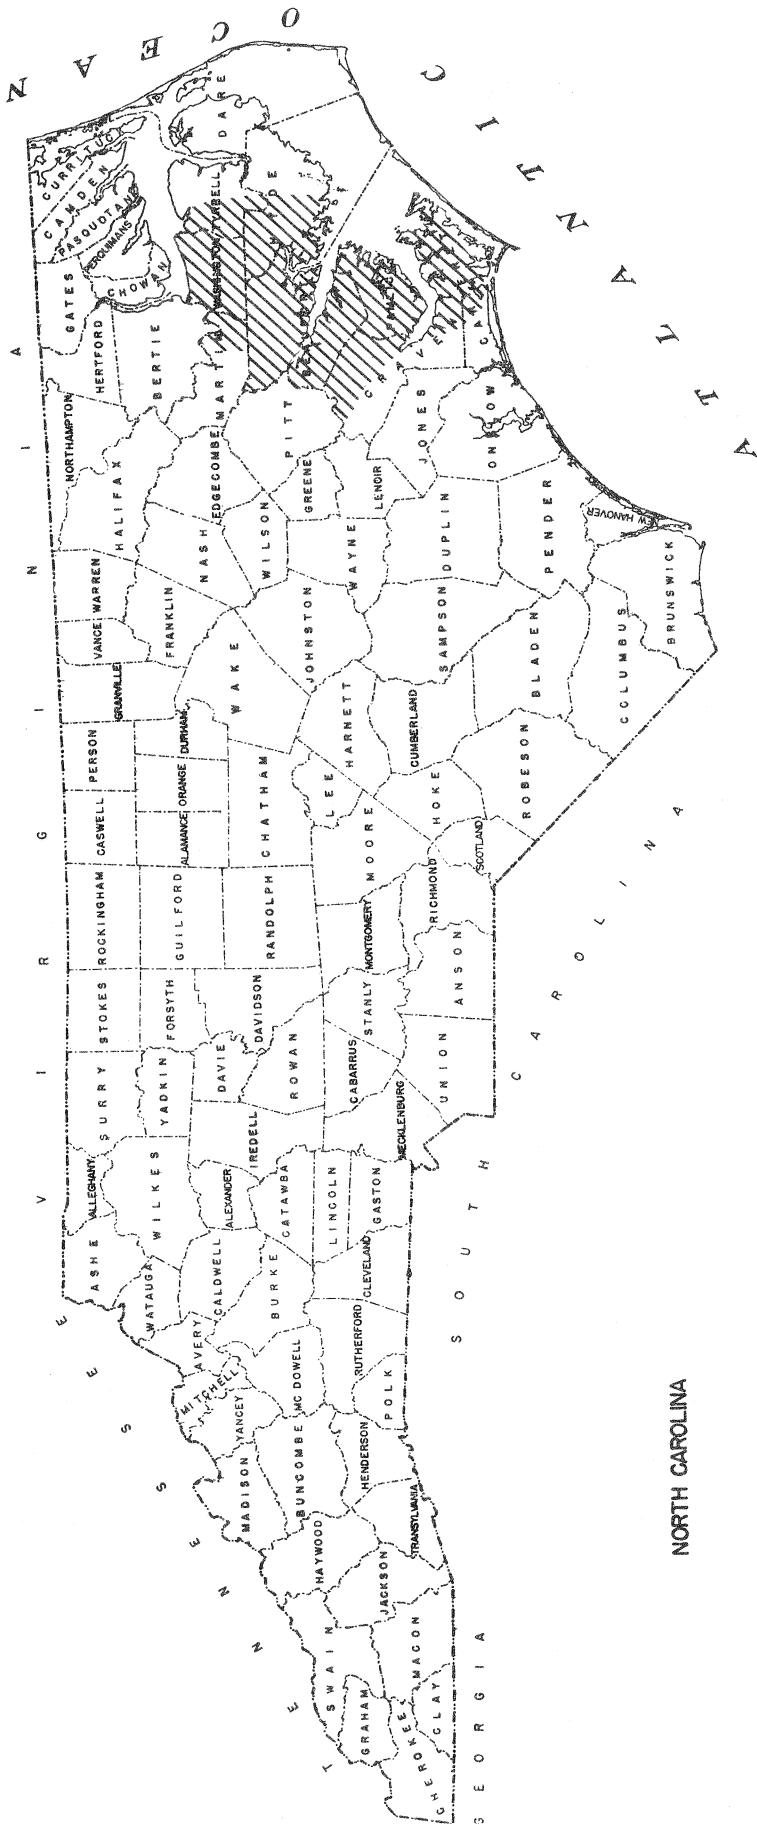 NORTH CAROLINA
VIRGINIA
TENNESSEE
GEORGIA
SOUTH CAROLINA
ATLANTIC OCEAN
CHEROKEE
GRAHAM
CLAY
SWAIN
MACON
JACKSON
HAYWOOD
TRANSYLVANIA
MADISON
BUNCOMBE
HENDERSON
YANCEY
MITCHELL
AVERY
MC DOWELL
RUTHERFORD
POLK
ASHE
WATAUGA
CALDWELL
BURKE
CLEVELAND
ALLEGHANY
WILKES
ALEXANDER
CATAWBA
LINCOLN
GASTON
SURRY
YADKIN
IREDELL
DAVIE
ROWAN
CABARRUS
MECKLENBURG
STOKES
FORSYTH
DAVIDSON
STANLY
UNION
ROCKINGHAM
GUILFORD
RANDOLPH
MONTGOMERY
ANSON
RICHMOND
CASWELL
ALAMANCE
CHATHAM
MOORE
SCOTLAND
PERSON
ORANGE
DURHAM
LEE
HOKE
ROBESON
GRANVILLE
WAKE
HARNETT
CUMBERLAND
VANCE
WARREN
FRANKLIN
JOHNSTON
SAMPSON
BLADEN
COLUMBUS
BRUNSWICK
NASH
WILSON
WAYNE
DUPLIN
PENDER
NEW HANOVER
NORTHAMPTON
HALIFAX
EDGECOMBE
PITT
GREENE
LENOIR
JONES
ONSLOW
HERTFORD
BERTIE
MARTIN
CRAVEN
GATES
CHOWAN
PERQUIMANS
PASQUOTANK
CAMDEN
CURRITUCK
WASHINGTON
TYRRELL
DARE
HYDE